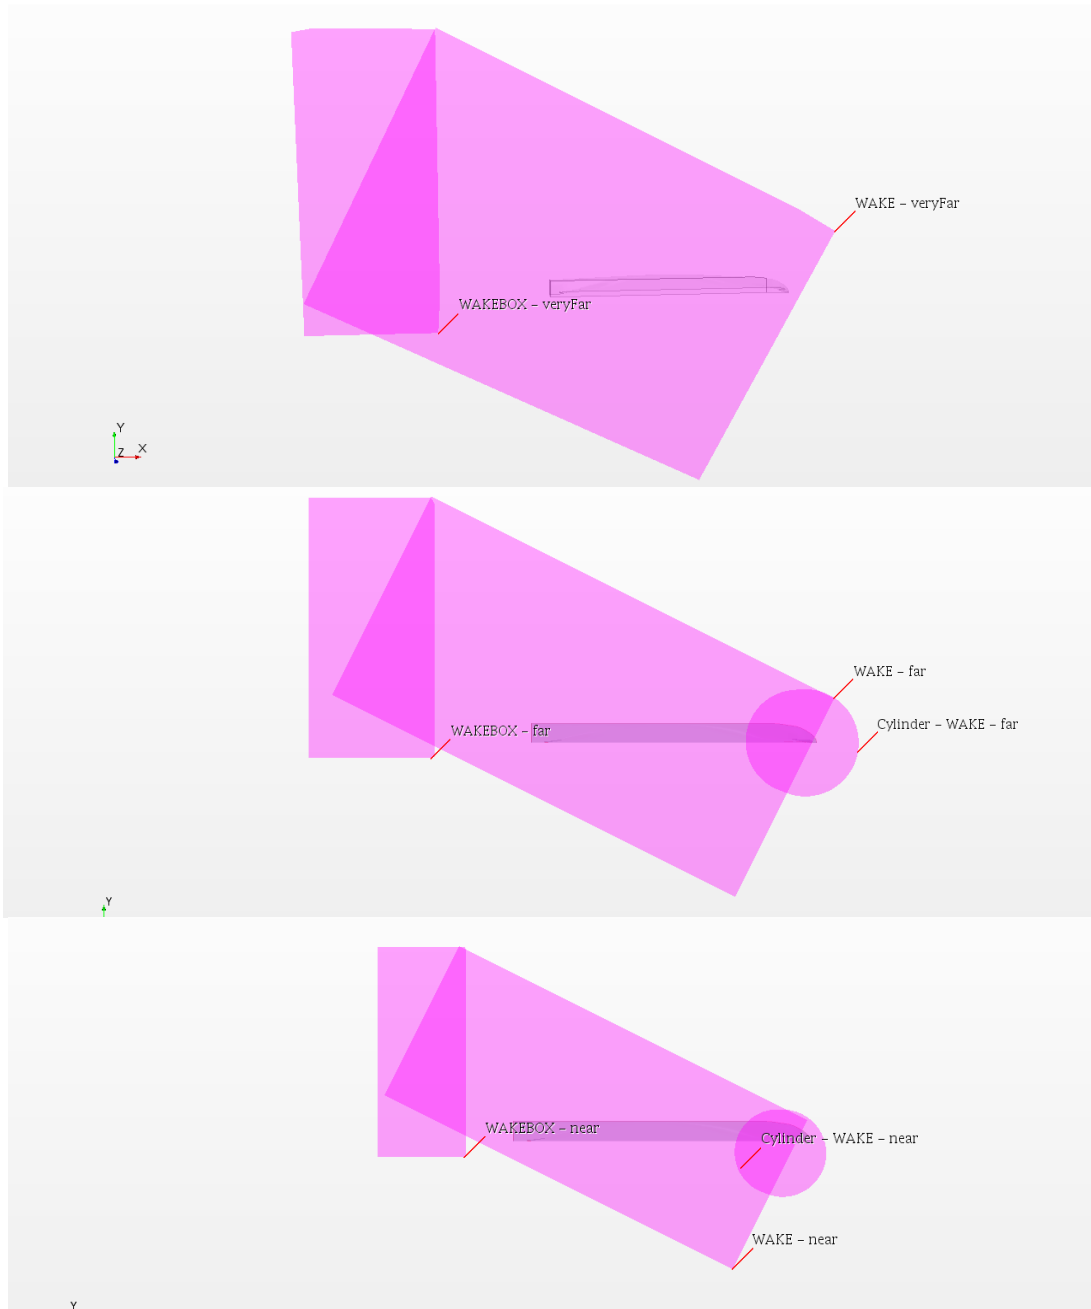 WAKE – veryFar
WAKEBOX – veryFar
Y
Z X
WAKE – far
Cylinder – WAKE – far
WAKEBOX – far
Y
WAKEBOX – near
Cylinder – WAKE – near
WAKE – near
Y